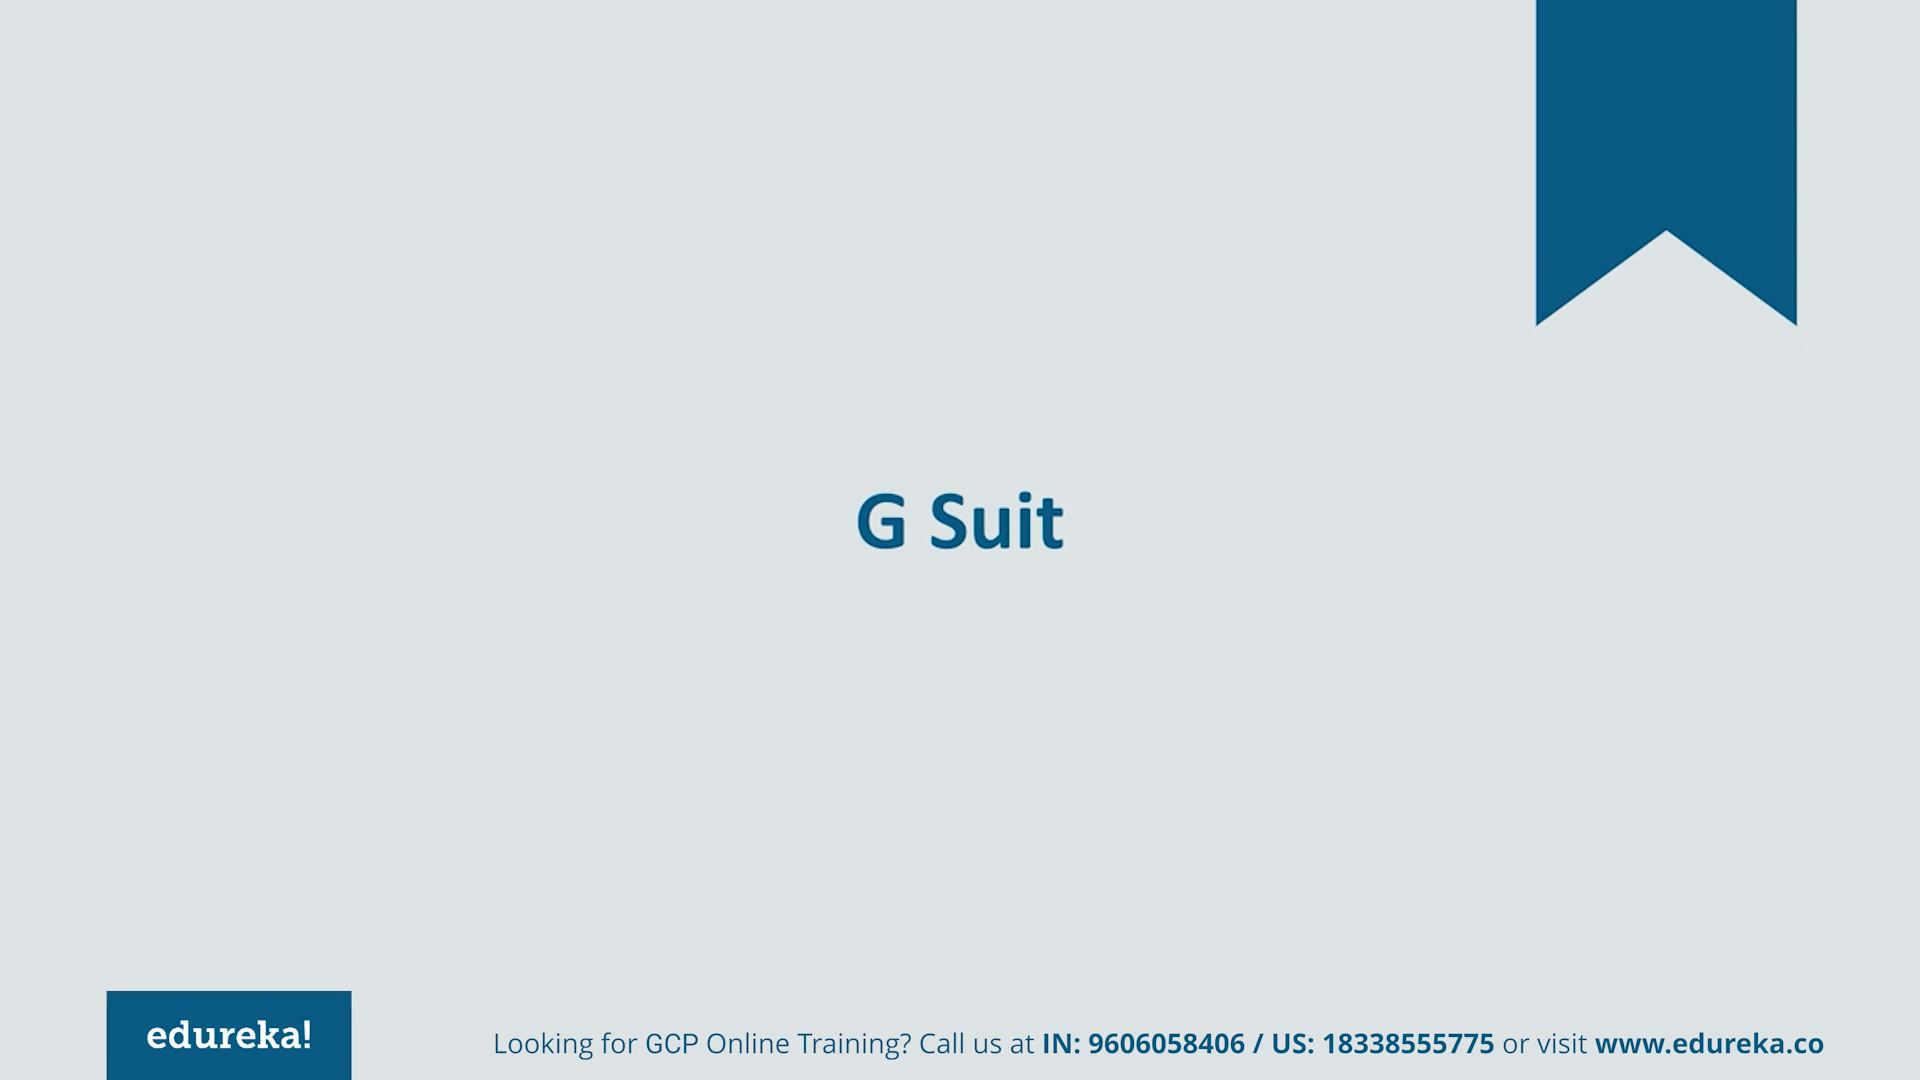 G Suit
edureka!
Looking for GCP Online Training? Call us at IN: 9606058406 / US: 18338555775 or visit www.edureka.co